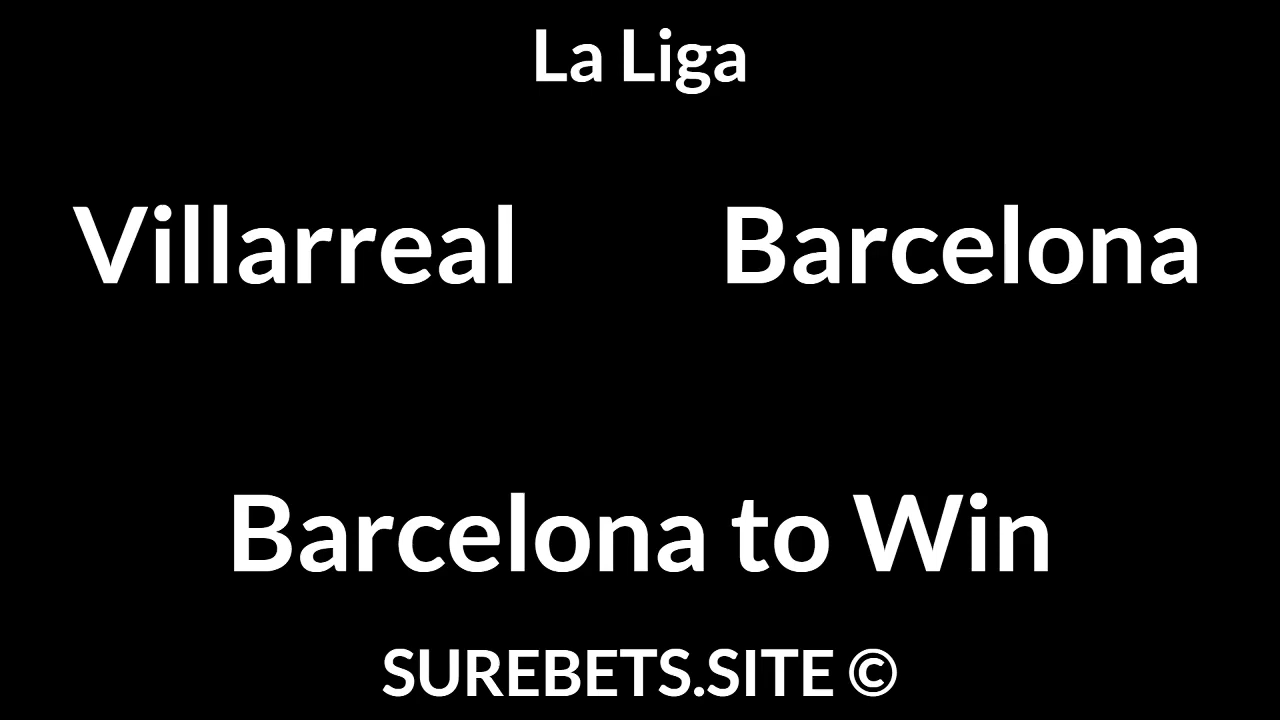 La Liga
Villarreal Barcelona
Barcelona to Win
SUREBETS.SITE ©